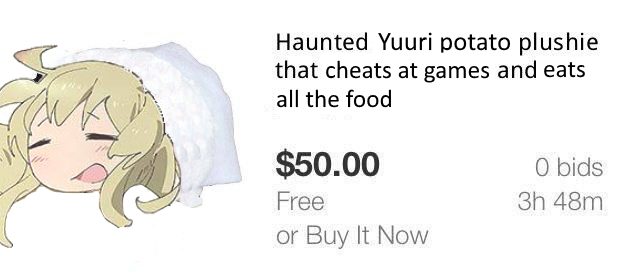 Haunted Yuuri potato plushie
that cheats at games and eats
all the food
$50.00 0 bids
Free 3h 48m
or Buy It Now